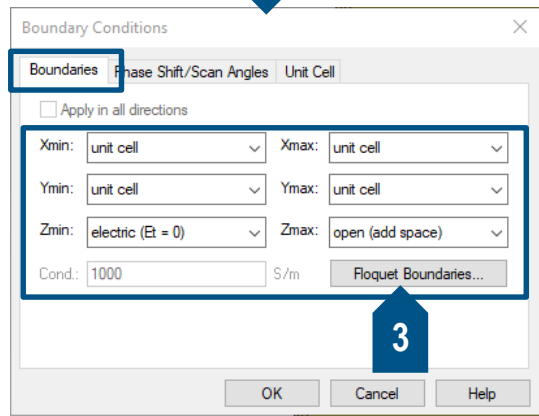 Boundary Conditions
Boundaries Phase Shift/Scan Angles Unit Cell
Apply in all directions
Xmin: unit cell Xmax: unit cell
Ymin: unit cell Ymax: unit cell
Zmin: electric (Et = 0) Zmax: open (add space)
Cond.: 1000 S/m Floquet Boundaries...
3
OK Cancel Help